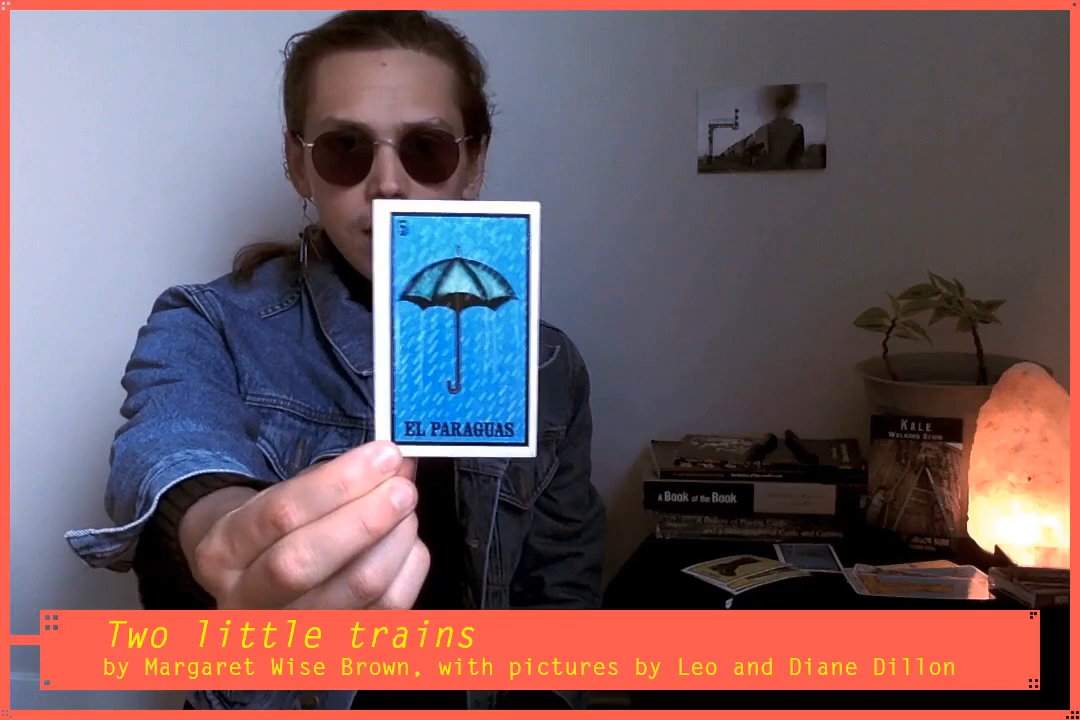 5
EL PARAGUAS
KALE
A BOOK of the BOOK
Two little trains
by Margaret Wise Brown, with pictures by Leo and Diane Dillon